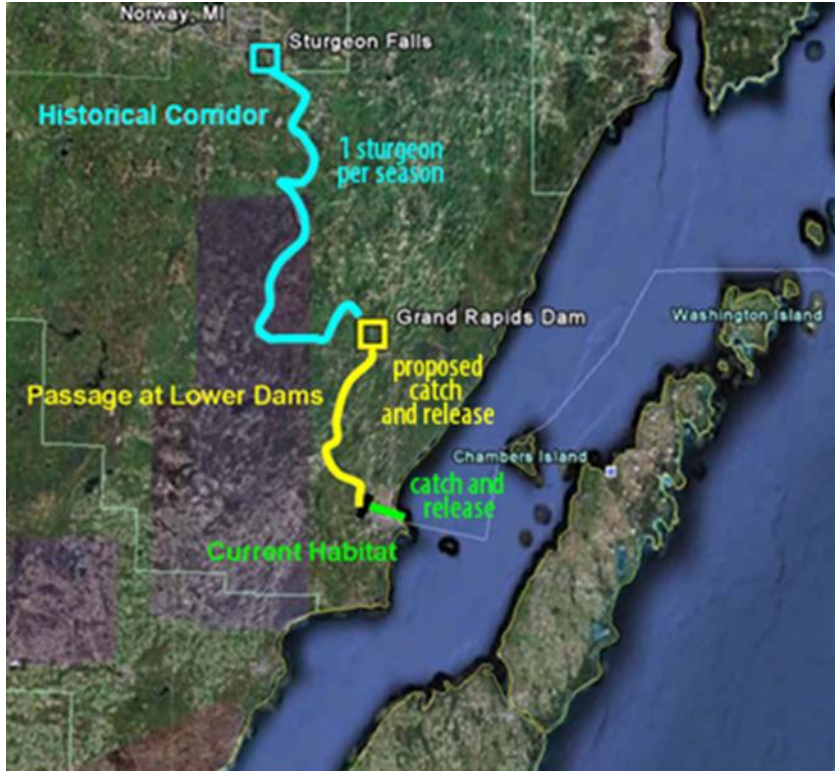 Norway, MI
Sturgeon Falls
Historical Corridor
1 sturgeon
per season
Grand Rapids Dam
Washington Island
Passage at Lower Dams
proposed
catch
and release
Chambers Island
catch and
release
Current Habitat